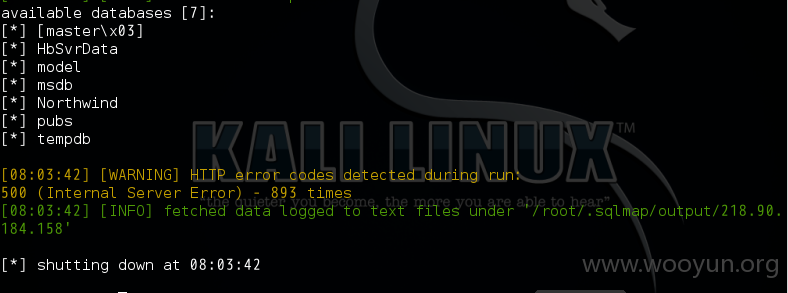 available databases [7]:
[*] [master\x03]
[*] HbSvrData
[*] model
[*] msdb
[*] Northwind
[*] pubs
[*] tempdb
KALI LINUX™
[08:03:42] [WARNING] HTTP error codes detected during run:
500 (Internal Server Error) - 893 times
"the quieter you become, the more you are able to hear"
[08:03:42] [INFO] fetched data logged to text files under '/root/.sqlmap/output/218.90.
184.158'
[*] shutting down at 08:03:42
www.wooyun.org